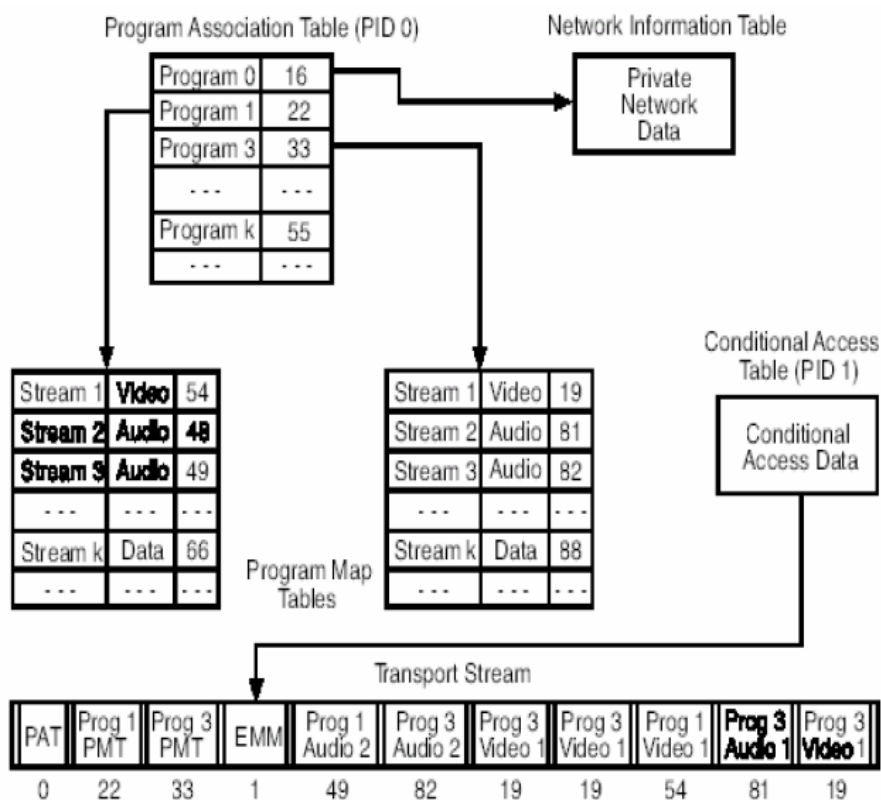 Program Association Table (PID 0)
Network Information Table
Program 0 16
Program 1 22
Program 3 33
- - - - - -
Program k 55
- - - - - -
Private
Network
Data
Conditional Access
Table (PID 1)
Conditional
Access Data
Stream 1 Video 54
Stream 2 Audio 48
Stream 3 Audio 49
- - - - - - - - -
Stream k Data 66
- - - - - - - - -
Program Map
Tables
Stream 1 Video 19
Stream 2 Audio 81
Stream 3 Audio 82
- - - - - - - - -
Stream k Data 88
- - - - - - - - -
Transport Stream
PAT
Prog 1
PMT
Prog 3
PMT
EMM
Prog 1
Audio 2
Prog 3
Audio 2
Prog 3
Video 1
Prog 3
Video 1
Prog 1
Video 1
Prog 3
Audio 1
Prog 3
Video 1
0 22 33 1 49 82 19 19 54 81 19